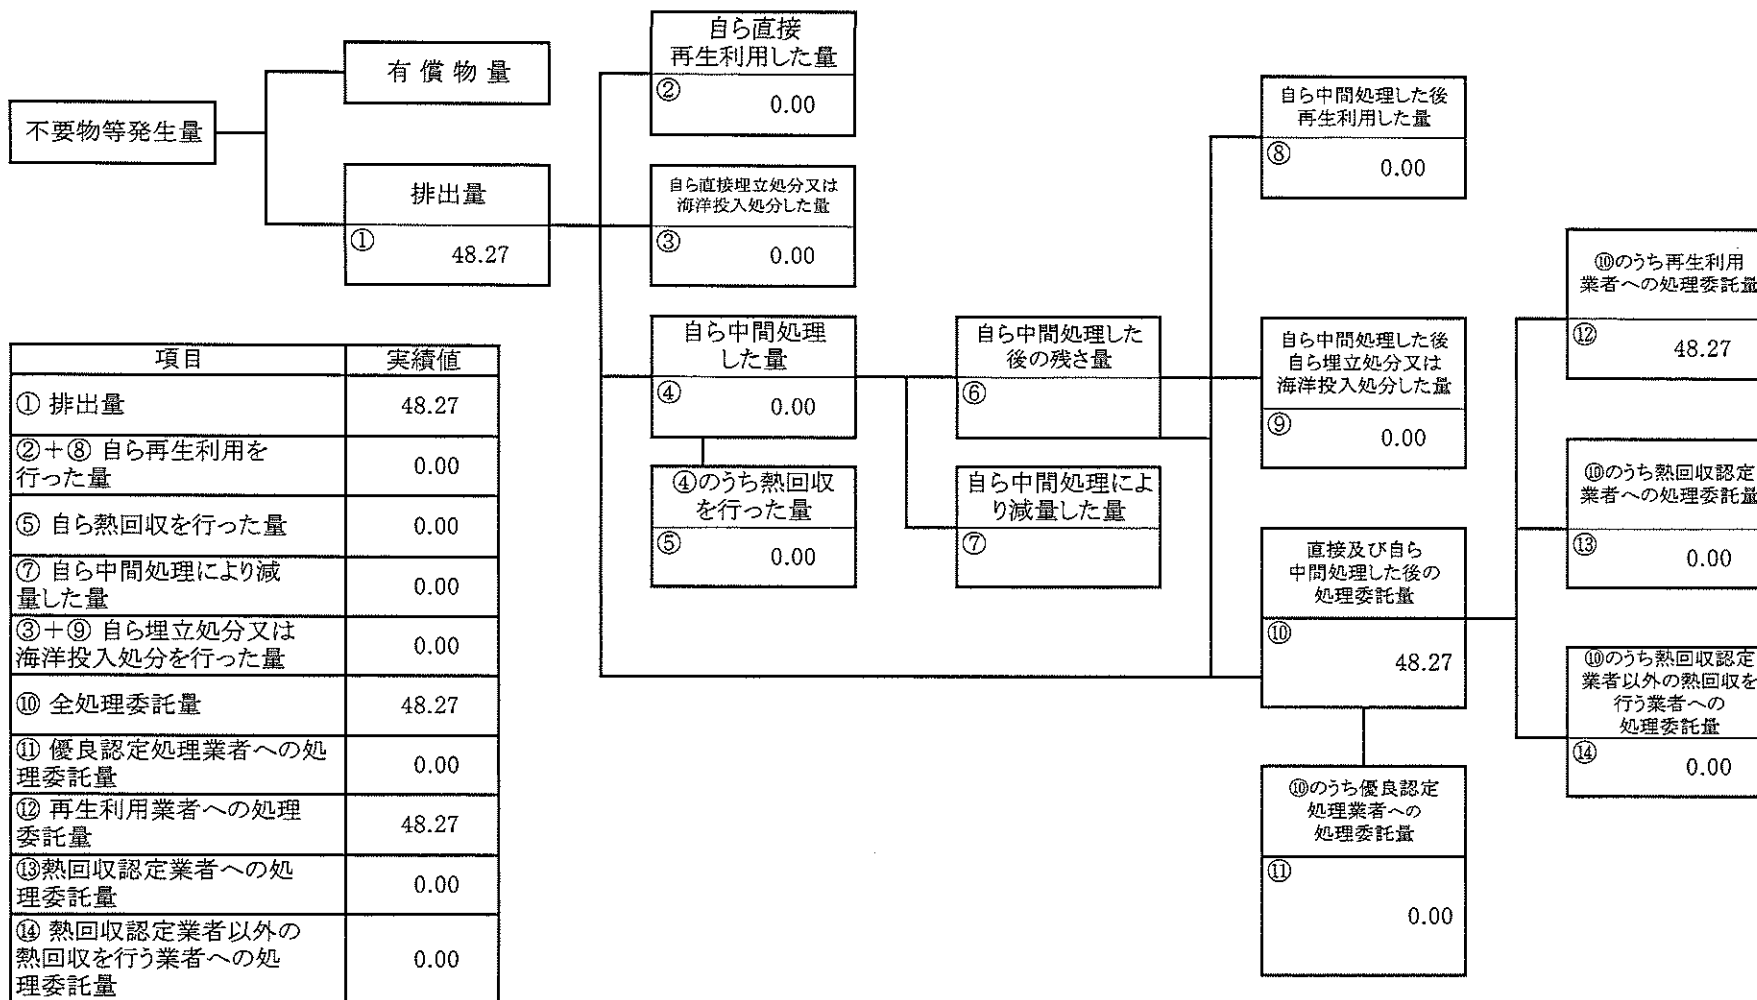 不要物等発生量
有償物量
排出量
①
48.27
自ら直接
再生利用した量
②
0.00
自ら直接埋立処分又は
海洋投入処分した量
③
0.00
自ら中間処理
した量
④
0.00
④のうち熱回収
を行った量
⑤
0.00
自ら中間処理した
後の残さ量
⑥
自ら中間処理によ
り減量した量
⑦
自ら中間処理した後
再生利用した量
⑧
0.00
自ら中間処理した後
自ら埋立処分又は
海洋投入処分した量
⑨
0.00
直接及び自ら
中間処理した後の
処理委託量
⑩
48.27
⑩のうち優良認定
処理業者への
処理委託量
⑪
0.00
⑩のうち再生利用
業者への処理委託量
⑫
48.27
⑩のうち熱回収認定
業者への処理委託量
⑬
0.00
⑩のうち熱回収認定
業者以外の熱回収を
行う業者への
処理委託量
⑭
0.00
項目 実績値
① 排出量 48.27
②+⑧ 自ら再生利用を
行った量 0.00
⑤ 自ら熱回収を行った量 0.00
⑦ 自ら中間処理により減
量した量 0.00
③+⑨ 自ら埋立処分又は
海洋投入処分を行った量 0.00
⑩ 全処理委託量 48.27
⑪ 優良認定処理業者への処
理委託量 0.00
⑫ 再生利用業者への処理
委託量 48.27
⑬熱回収認定業者への処
理委託量 0.00
⑭ 熱回収認定業者以外の
熱回収を行う業者への処
理委託量 0.00